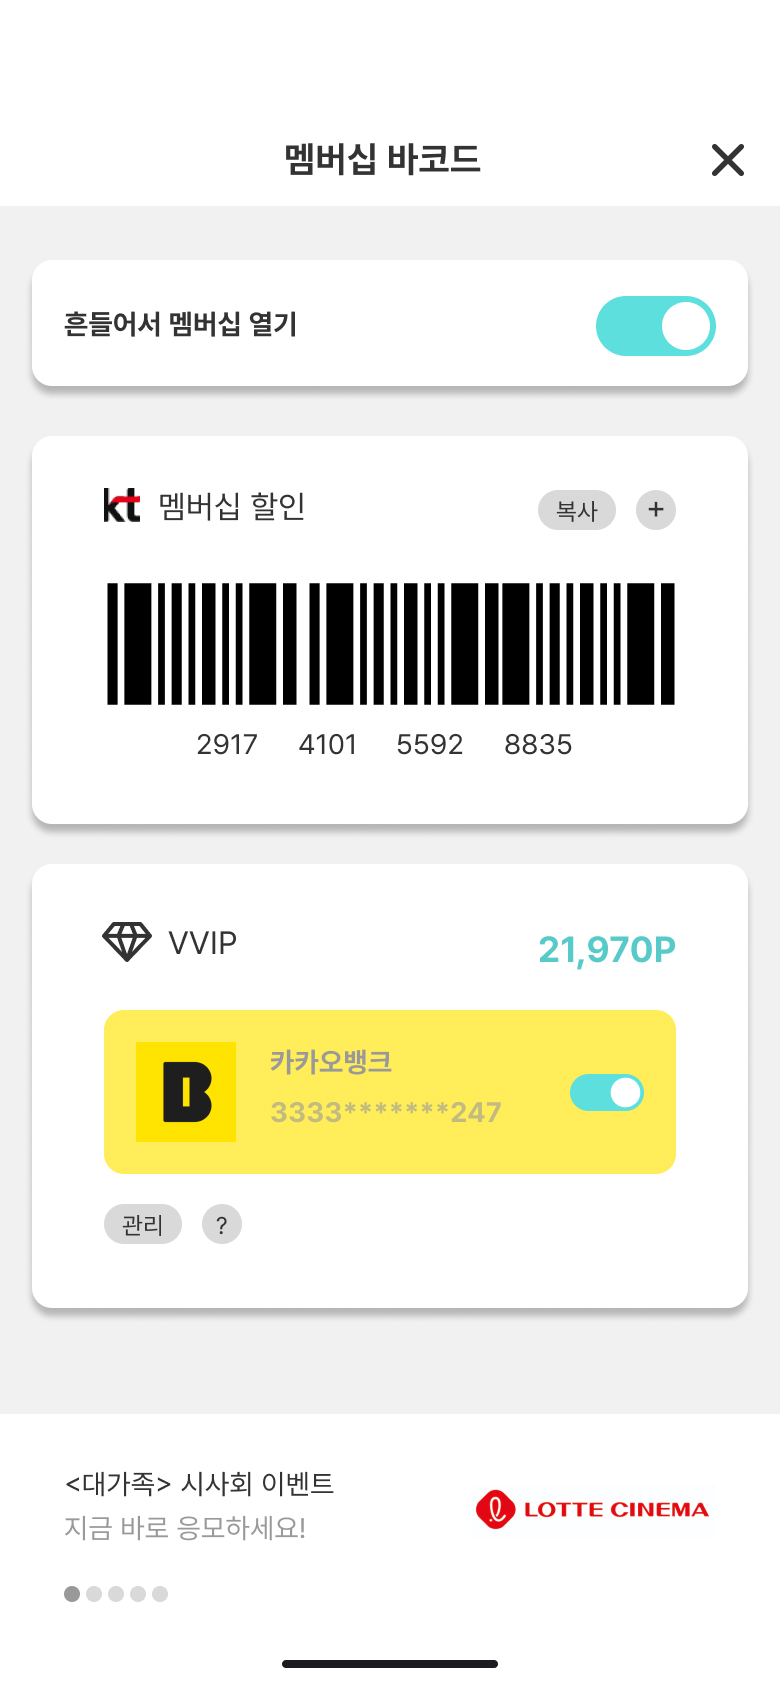 멤버십 바코드
흔들어서 멤버십 열기
kt 멤버십 할인 복사 +
2917 4101 5592 8835
VVIP 21,970P
B 카카오뱅크
3333*******247
관리 ?
<대가족> 시사회 이벤트
지금 바로 응모하세요!
LOTTE CINEMA